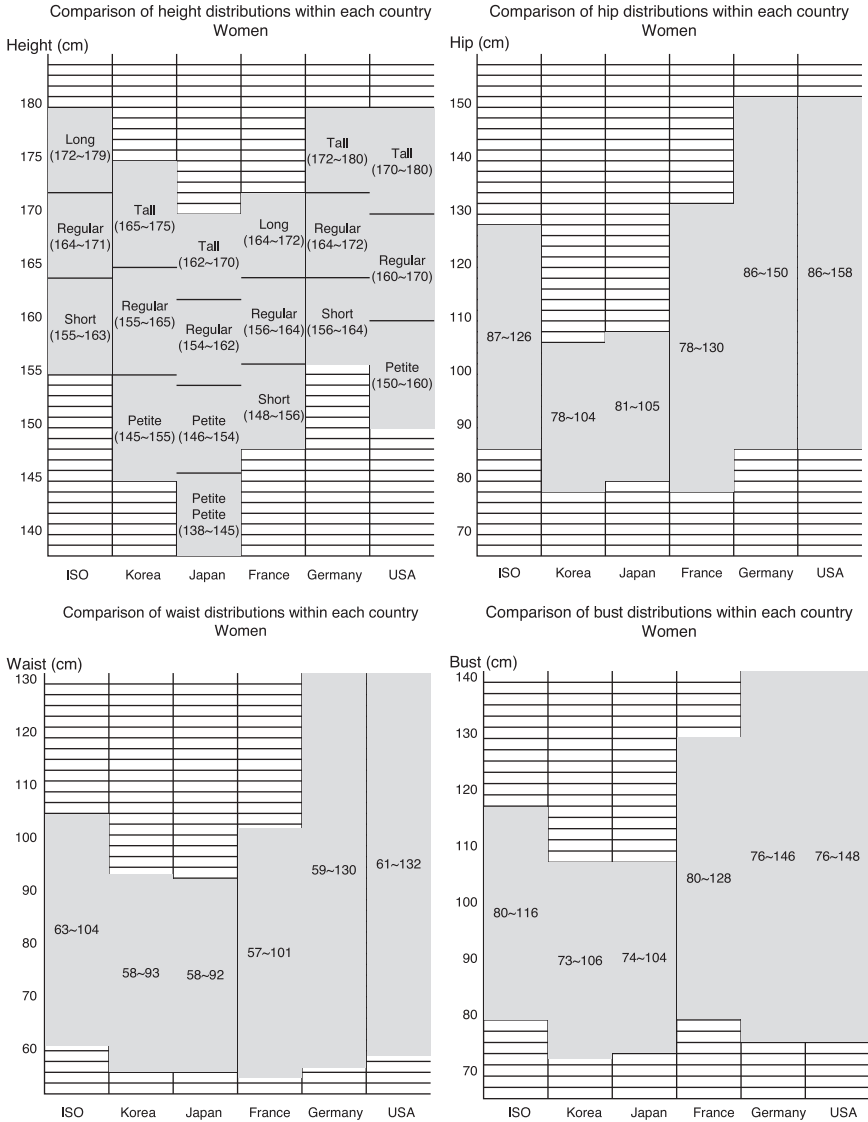 Comparison of height distributions within each country
Women
Height (cm)
180
175
170
165
160
155
150
145
140
Long
(172~179)
Regular
(164~171)
Short
(155~163)
Tall
(165~175)
Regular
(155~165)
Petite
(145~155)
Tall
(162~170)
Regular
(154~162)
Petite
(146~154)
Petite
Petite
(138~145)
Long
(164~172)
Regular
(156~164)
Short
(148~156)
Tall
(172~180)
Regular
(164~172)
Short
(156~164)
Tall
(170~180)
Regular
(160~170)
Petite
(150~160)
ISO Korea Japan France Germany USA
Comparison of hip distributions within each country
Women
Hip (cm)
150
140
130
120
110
100
90
80
70
87~126
78~104
81~105
78~130
86~150
86~158
ISO Korea Japan France Germany USA
Comparison of waist distributions within each country
Women
Waist (cm)
130
120
110
100
90
80
70
60
63~104
58~93
58~92
57~101
59~130
61~132
ISO Korea Japan France Germany USA
Comparison of bust distributions within each country
Women
Bust (cm)
140
130
120
110
100
90
80
70
80~116
73~106
74~104
80~128
76~146
76~148
ISO Korea Japan France Germany USA